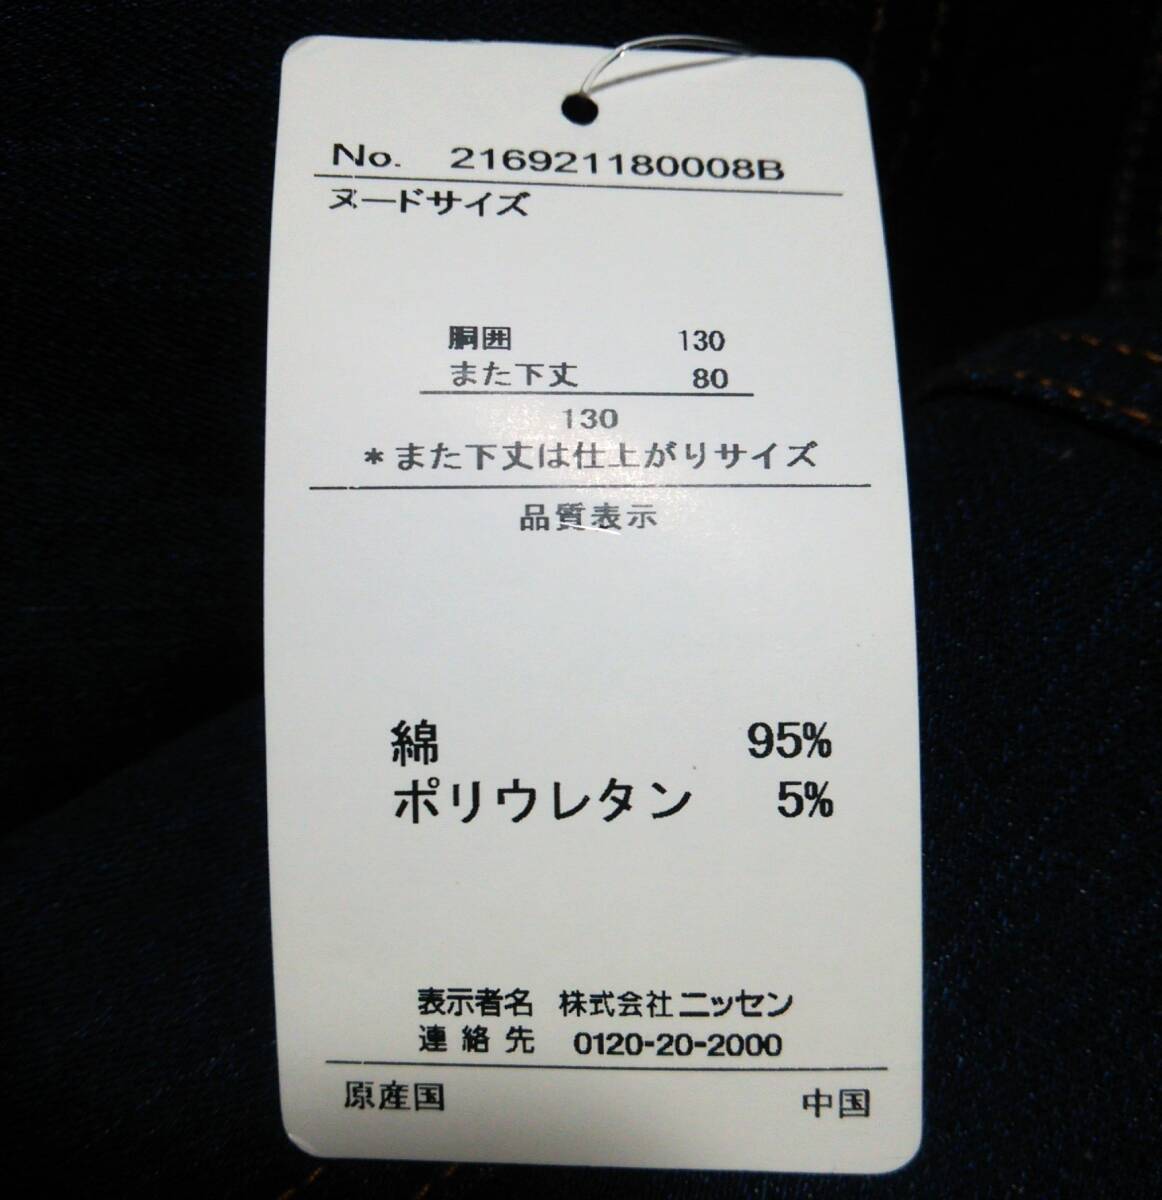 No. 216921180008B
ヌードサイズ
胴囲 130
また下丈 80
130
*また下丈は仕上がりサイズ
品質表示
綿 95%
ポリウレタン 5%
表示者名 株式会社ニッセン
連絡先 0120-20-2000
原産国 中国